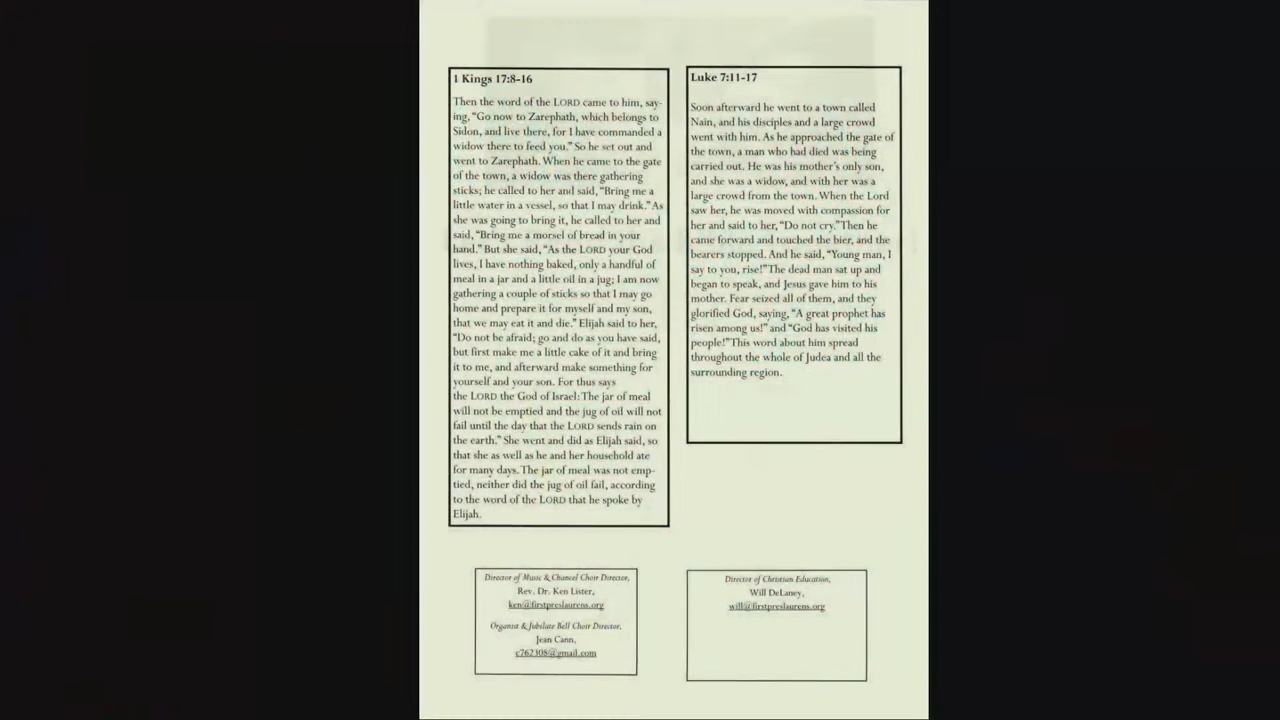 1 Kings 17:8-16
Then the word of the LORD came to him, say-
ing, “Go now to Zarephath, which belongs to
Sidon, and live there, for I have commanded a
widow there to feed you.” So he set out and
went to Zarephath. When he came to the gate
of the town, a widow was there gathering
sticks; he called to her and said, “Bring me a
little water in a vessel, so that I may drink.” As
she was going to bring it, he called to her and
said, “Bring me a morsel of bread in your
hand.” But she said, “As the LORD your God
lives, I have nothing baked, only a handful of
meal in a jar and a little oil in a jug; I am now
gathering a couple of sticks so that I may go
home and prepare it for myself and my son,
that we may eat it and die.” Elijah said to her,
“Do not be afraid; go and do as you have said,
but first make me a little cake of it and bring
it to me, and afterward make something for
yourself and your son. For thus says
the LORD the God of Israel: The jar of meal
will not be emptied and the jug of oil will not
fail until the day that the LORD sends rain on
the earth.” She went and did as Elijah said, so
that she as well as he and her household ate
for many days. The jar of meal was not emp-
tied, neither did the jug of oil fail, according
to the word of the LORD that he spoke by
Elijah.
Luke 7:11-17
Soon afterward he went to a town called
Nain, and his disciples and a large crowd
went with him. As he approached the gate of
the town, a man who had died was being
carried out. He was his mother’s only son,
and she was a widow, and with her was a
large crowd from the town. When the Lord
saw her, he was moved with compassion for
her and said to her, “Do not cry.” Then he
came forward and touched the bier, and the
bearers stopped. And he said, “Young man, I
say to you, rise!” The dead man sat up and
began to speak, and Jesus gave him to his
mother. Fear seized all of them, and they
glorified God, saying, “A great prophet has
risen among us!” and “God has visited his
people!” This word about him spread
throughout the whole of Judea and all the
surrounding region.
Director of Music & Chancel Choir Director,
Rev. Dr. Ken Lister,
ken@firstpreslaurens.org
Organist & Jubilate Bell Choir Director,
Jean Cann,
c762308@gmail.com
Director of Christian Education,
Will DeLaney,
will@firstpreslaurens.org